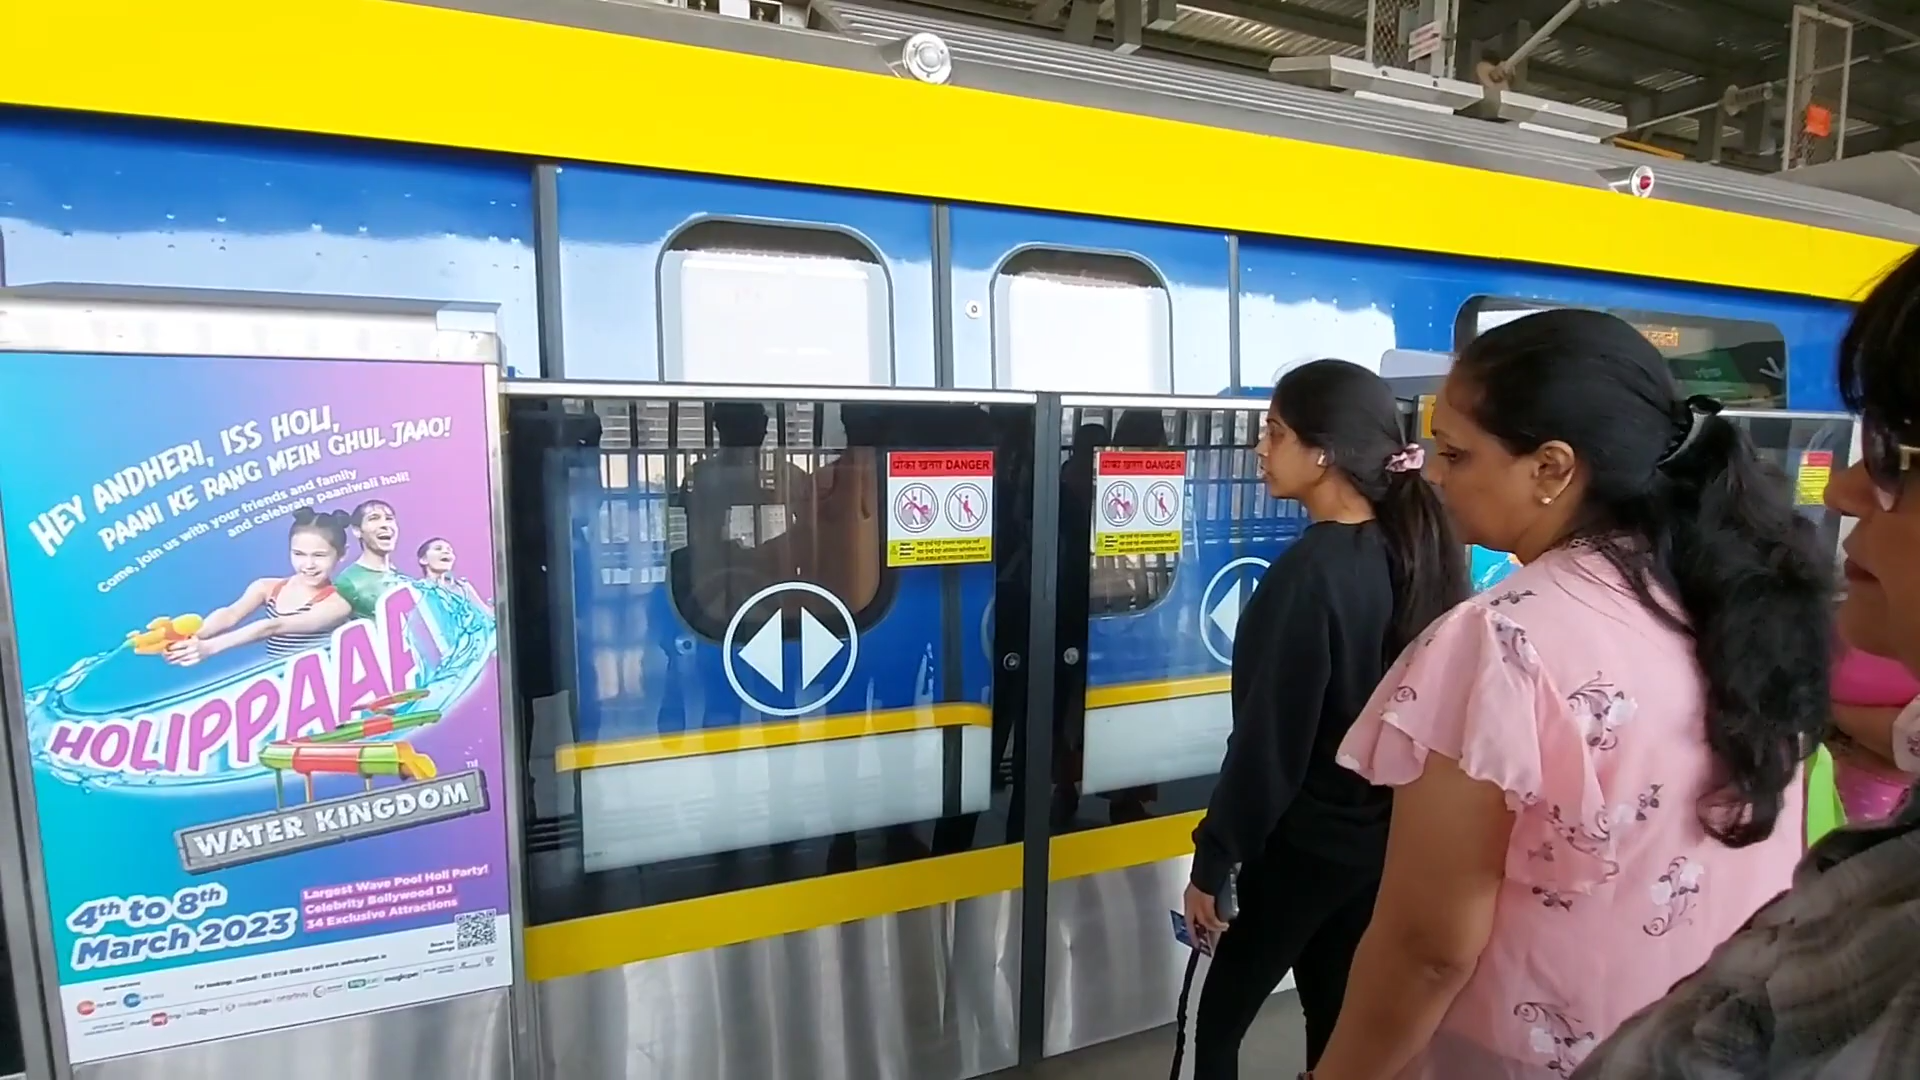 HEY ANDHERI, ISS HOLI,
PAANI KE RANG MEIN GHUL JAAO!
Come, join us with your friends and family
and celebrate paaniwali holi!
HOLIPPAAA
TM
WATER KINGDOM
4th to 8th
March 2023
Largest Wave Pool Holi Party!
Celebrity Bollywood DJ
34 Exclusive Attractions
धोका खतरा DANGER
धोका खतरा DANGER